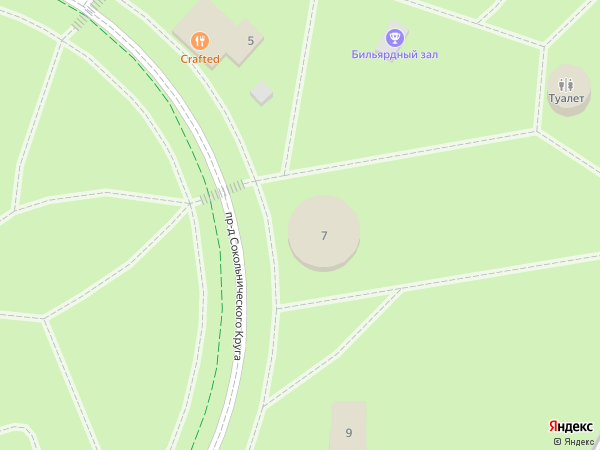 5
Crafted
Бильярдный зал
Туалет
7
пр-д Сокольнического Круга
9
Яндекс
© Яндекс